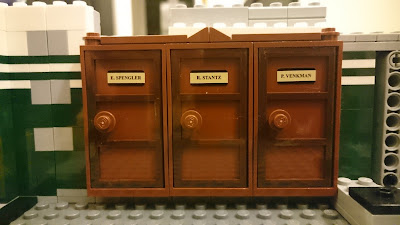 E. SPENGLER
R. STANTZ
P. VENKMAN